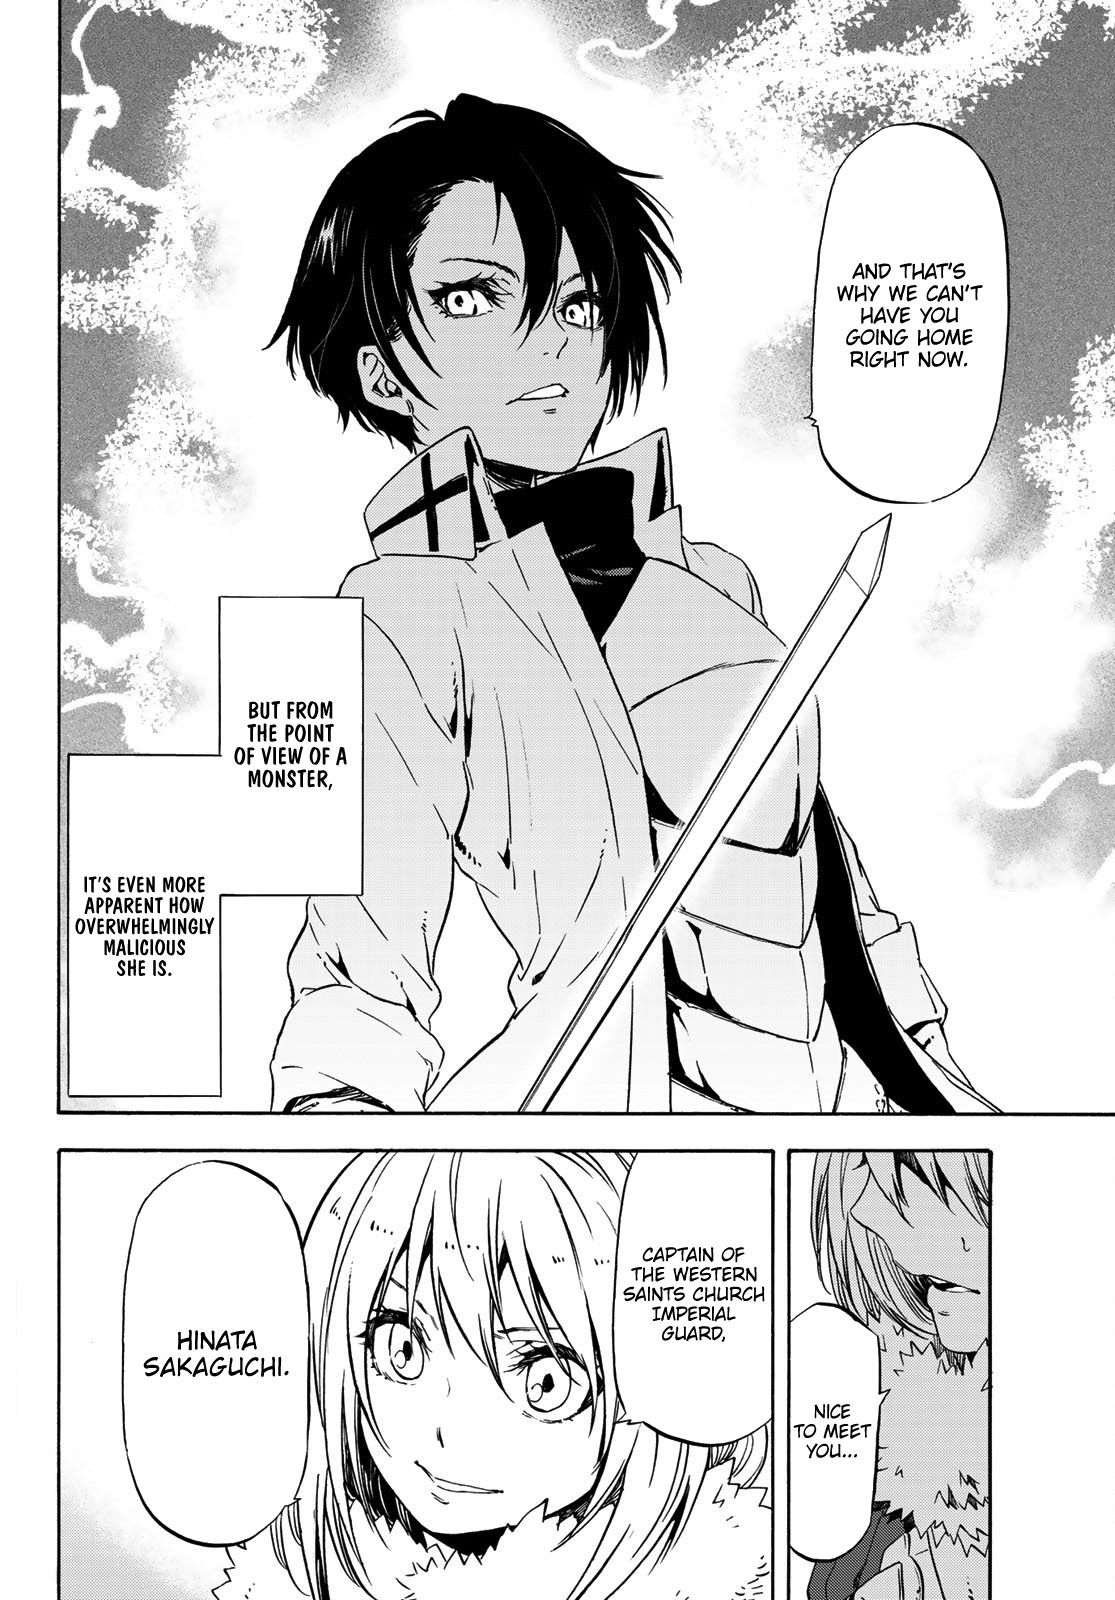 AND THAT'S
WHY WE CAN'T
HAVE YOU
GOING HOME
RIGHT NOW.
BUT FROM
THE POINT
OF VIEW OF A
MONSTER,
IT'S EVEN MORE
APPARENT HOW
OVERWHELMINGLY
MALICIOUS
SHE IS.
NICE
TO MEET
YOU...
CAPTAIN OF
THE WESTERN
SAINTS CHURCH
IMPERIAL
GUARD,
HINATA
SAKAGUCHI.